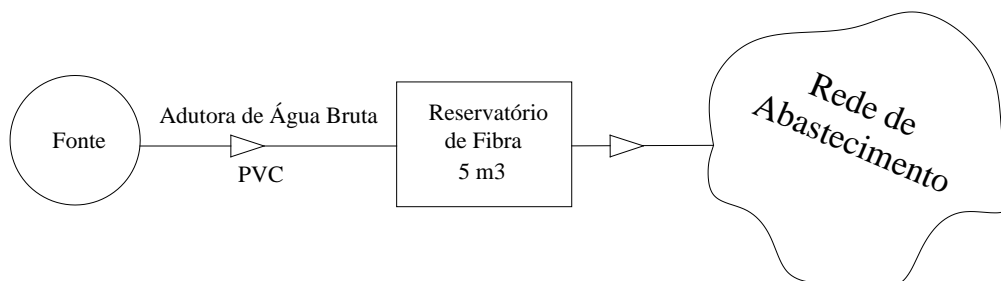 Fonte
Adutora de Água Bruta
PVC
Reservatório
de Fibra
5 m3
Rede de
Abastecimento